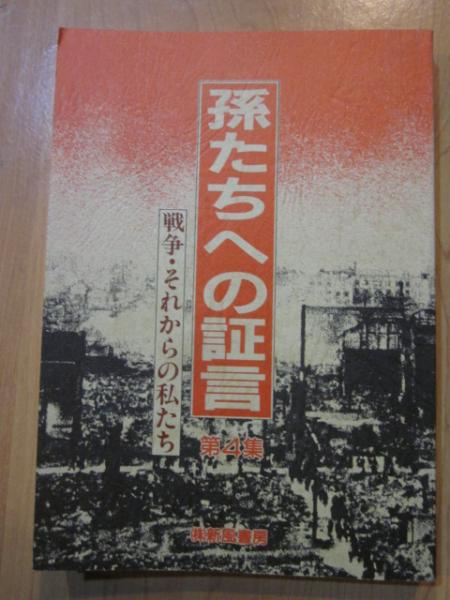 孫たちへの証言
戦争・それからの私たち
第4集
㈱新風書房